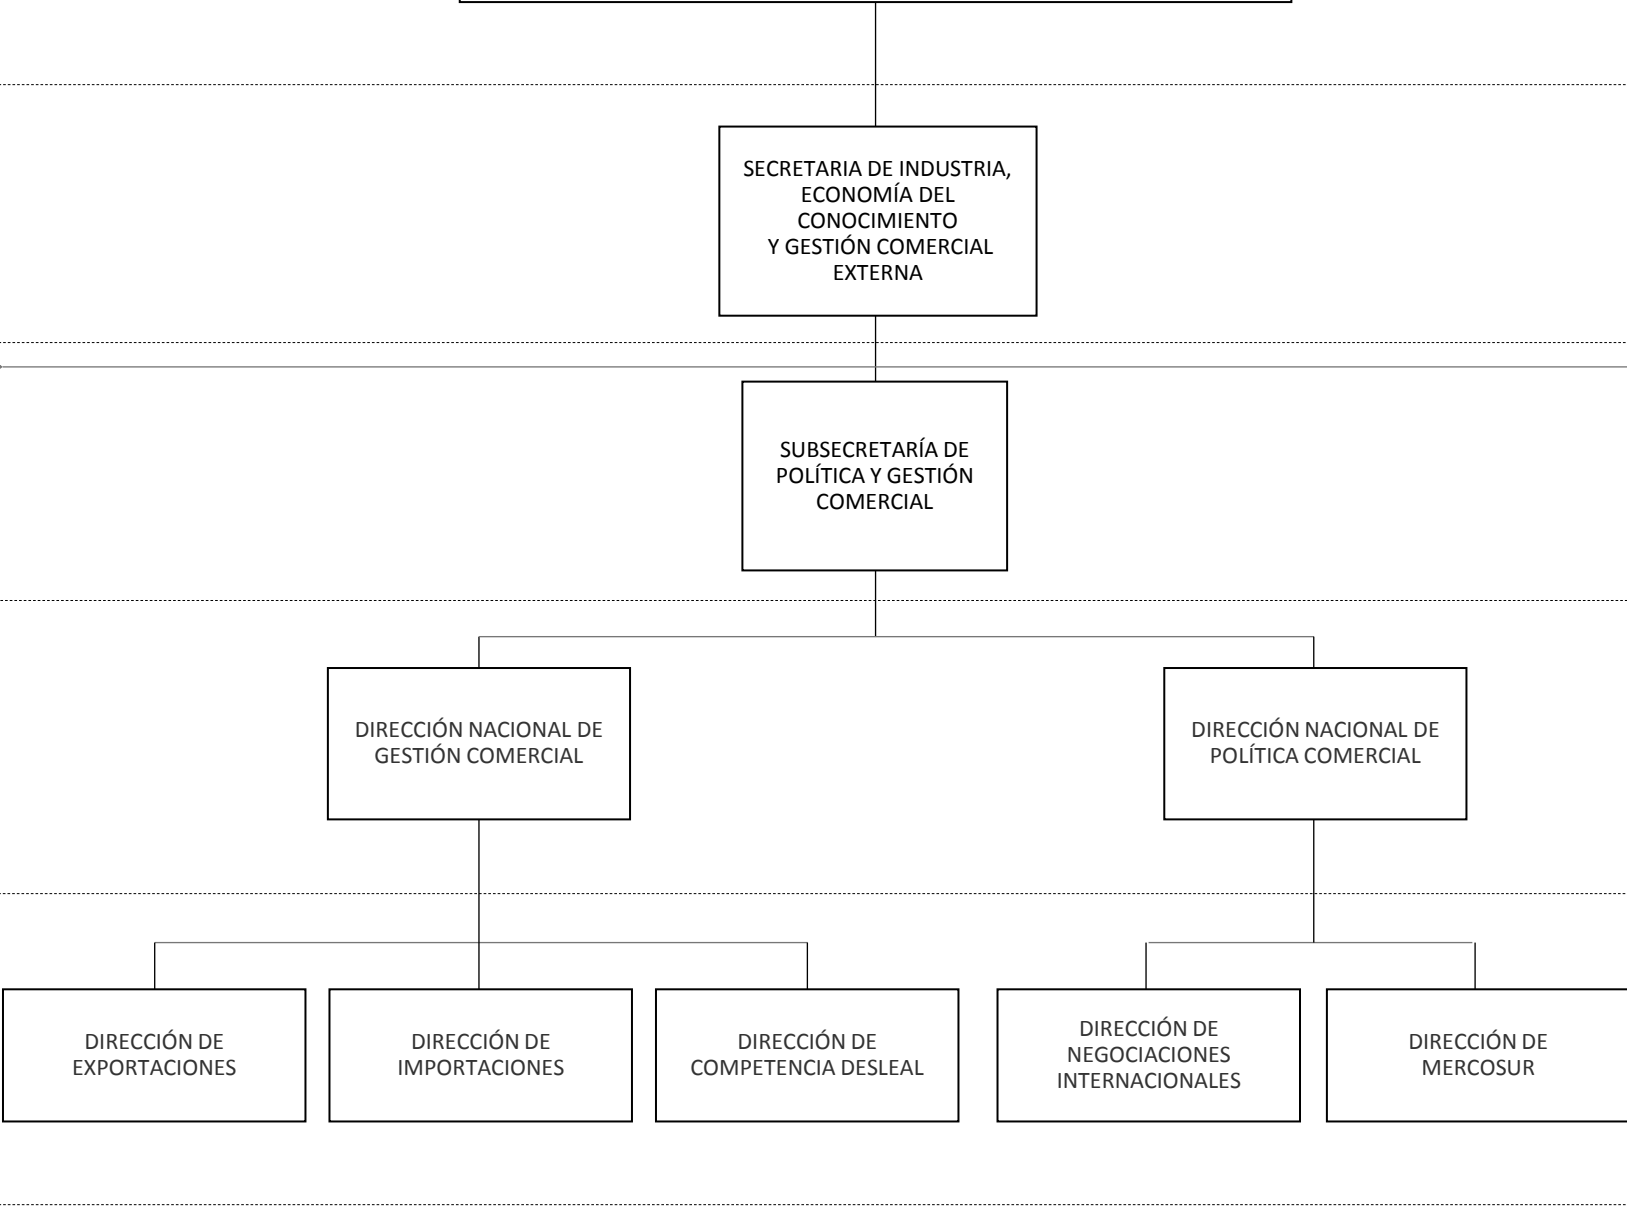 SECRETARIA DE INDUSTRIA,
ECONOMÍA DEL
CONOCIMIENTO
Y GESTIÓN COMERCIAL
EXTERNA
SUBSECRETARÍA DE
POLÍTICA Y GESTIÓN
COMERCIAL
DIRECCIÓN NACIONAL DE
GESTIÓN COMERCIAL
DIRECCIÓN NACIONAL DE
POLÍTICA COMERCIAL
DIRECCIÓN DE
EXPORTACIONES
DIRECCIÓN DE
IMPORTACIONES
DIRECCIÓN DE
COMPETENCIA DESLEAL
DIRECCIÓN DE
NEGOCIACIONES
INTERNACIONALES
DIRECCIÓN DE
MERCOSUR